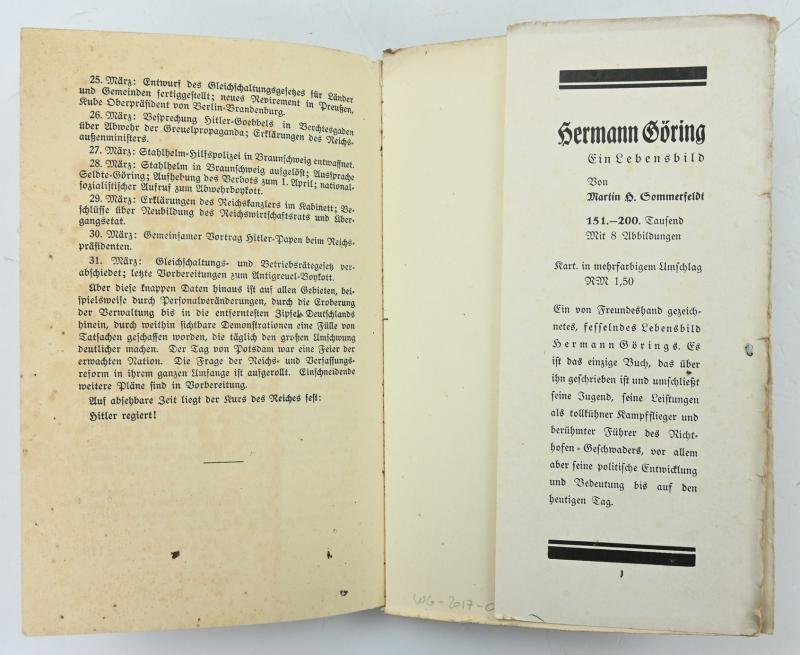 25. März: Entwurf des Gleichschaltungsgesetzes für Länder
und Gemeinden fertiggestellt; neues Revirement in Preußen,
Kube Oberpräsident von Berlin-Brandenburg.
26. März: Besprechung Hitler-Goebbels in Berchtesgaden
über Abwehr der Greuelpropaganda; Erklärungen des Reichs-
außenministers.
27. März: Stahlhelm-Hilfspolizei in Braunschweig entwaffnet.
28. März: Stahlhelm in Braunschweig aufgelöst; Aussprache
Seldte-Göring; Aufhebung des Verbots zum 1. April; national-
sozialistischer Aufruf zum Abwehrboykott.
29. März: Erklärungen des Reichskanzlers im Kabinett; Be-
schlüsse über Neubildung des Reichswirtschaftsrats und Über-
gangsetat.
30. März: Gemeinsamer Vortrag Hitler-Papen beim Reichs-
präsidenten.
31. März: Gleichschaltungs- und Betriebsrätegesetz ver-
abschiedet; letzte Vorbereitungen zum Antigreuel-Boykott.
Über diese knappen Daten hinaus ist auf allen Gebieten, bei-
spielsweise durch Personalveränderungen, durch die Eroberung
der Verwaltung bis in die entferntesten Zipfel Deutschlands
hinein, durch weithin sichtbare Demonstrationen eine Fülle von
Tatsachen geschaffen worden, die täglich den großen Umschwung
deutlicher machen. Der Tag von Potsdam war eine Feier der
erwachten Nation. Die Frage der Reichs- und Verfassungs-
reform in ihrem ganzen Umfange ist aufgerollt. Einschneidende
weitere Pläne sind in Vorbereitung.
Auf absehbare Zeit liegt der Kurs des Reiches fest:
Hitler regiert!
Hermann Göring
Ein Lebensbild
Von
Martin H. Sommerfeldt
151.–200. Tausend
Mit 8 Abbildungen
Kart. in mehrfarbigem Umschlag
RM 1,50
Ein von Freundeshand gezeich-
netes, fesselndes Lebensbild
Hermann Görings. Es
ist das einzige Buch, das über
ihn geschrieben ist und umschließt
seine Jugend, seine Leistungen
als tollkühner Kampfflieger und
berühmter Führer des Richt-
hofen-Geschwaders, vor allem
aber seine politische Entwicklung
und Bedeutung bis auf den
heutigen Tag.